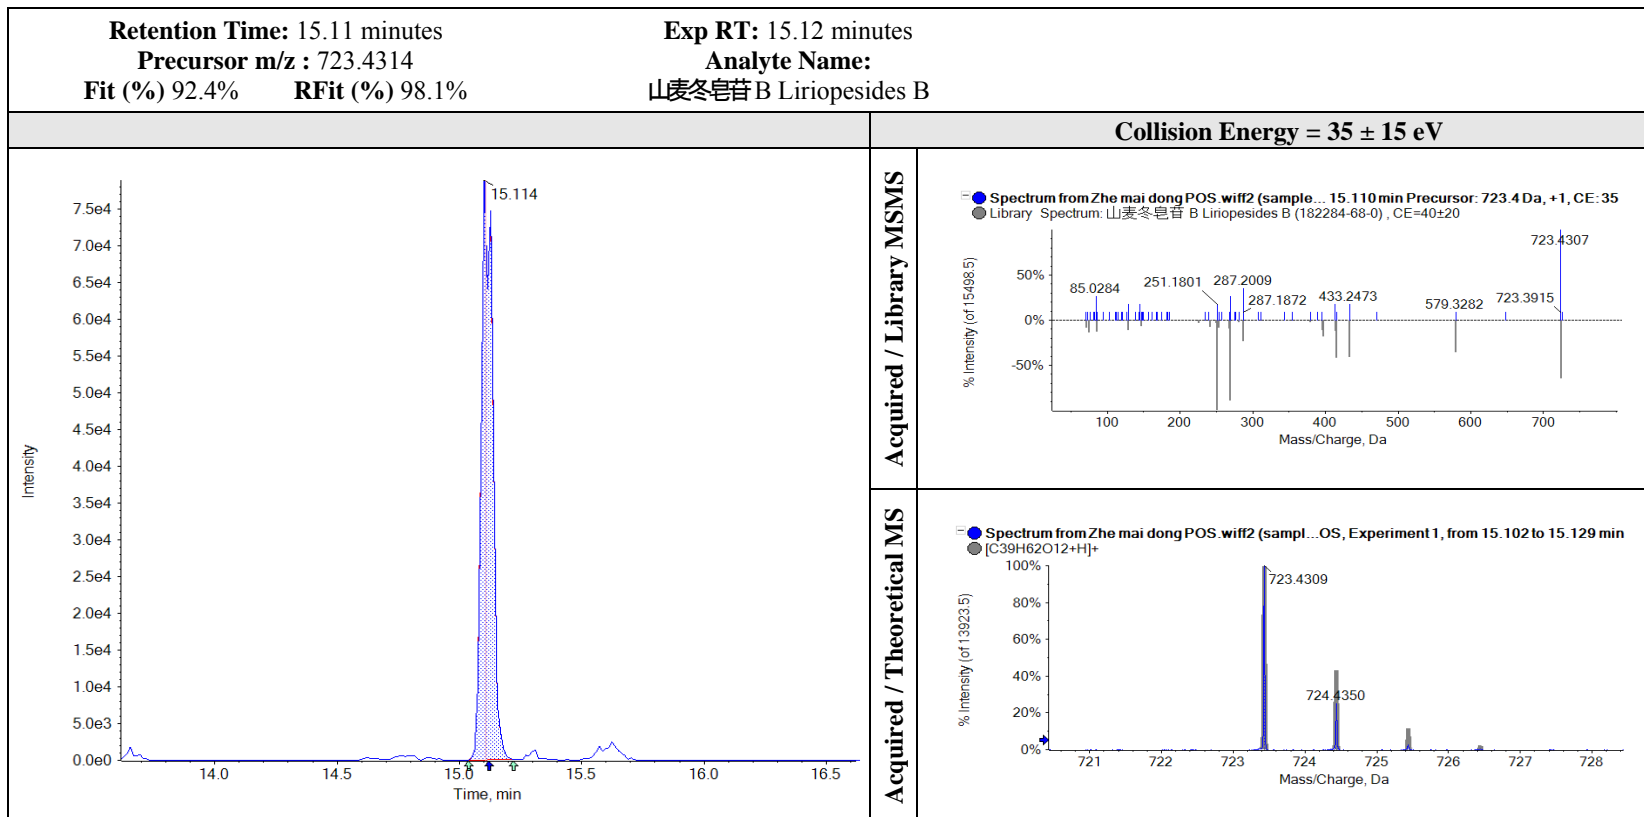 Retention Time: 15.11 minutes
Exp RT: 15.12 minutes
Precursor m/z : 723.4314
Analyte Name:
Fit (%) 92.4% RFit (%) 98.1%
山麦冬皂苷 B Liriopesides B
Collision Energy = 35 ± 15 eV
15.114
7.5e4
7.0e4
6.5e4
6.0e4
5.5e4
5.0e4
4.5e4
4.0e4
3.5e4
3.0e4
2.5e4
2.0e4
1.5e4
1.0e4
5.0e3
0.0e0
Intensity
14.0 14.5 15.0 15.5 16.0 16.5
Time, min
Acquired / Library MSMS
Spectrum from Zhe mai dong POS.wiff2 (sample... 15.110 min Precursor: 723.4 Da, +1, CE: 35
Library Spectrum: 山麦冬皂苷 B Liriopesides B (182284-68-0) , CE=40±20
723.4307
50%
85.0284
251.1801
287.2009
287.1872
433.2473
579.3282
723.3915
0%
-50%
% Intensity (of 15498.5)
100 200 300 400 500 600 700
Mass/Charge, Da
Acquired / Theoretical MS
Spectrum from Zhe mai dong POS.wiff2 (sampl...OS, Experiment 1, from 15.102 to 15.129 min
[C39H62O12+H]+
100%
723.4309
80%
60%
40%
724.4350
20%
0%
% Intensity (of 13923.5)
721 722 723 724 725 726 727 728
Mass/Charge, Da